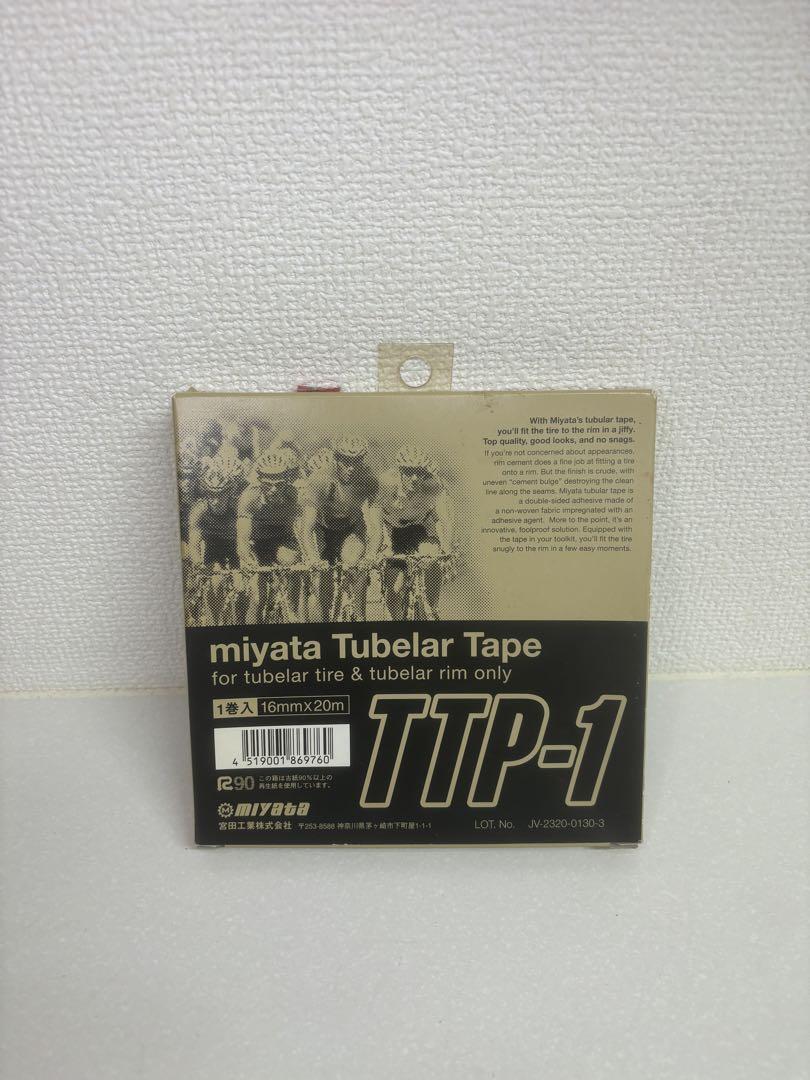 With Miyata's tubular tape,
you'll fit the tire to the rim in a jiffy.
Top quality, good looks, and no snags.
If you're not concerned about appearances,
rim cement does a fine job at fitting a tire
onto a rim. But the finish is crude, with
uneven "cement bulge" destroying the clean
line along the seams. Miyata tubular tape is
a double-sided adhesive made of
a non-woven fabric impregnated with an
adhesive agent. More to the point, it's an
innovative, foolproof solution. Equipped with
the tape in your toolkit, you'll fit the tire
snugly to the rim in a few easy moments.
miyata Tubelar Tape
for tubelar tire & tubelar rim only
1巻入 16mm×20m
TTP-1
4 519001 869760
R90 この箱は古紙90%以上の
再生紙を使用しています。
miyata
宮田工業株式会社 〒253-8588 神奈川県茅ヶ崎市下町屋1-1-1
LOT. No. JV-2320-0130-3